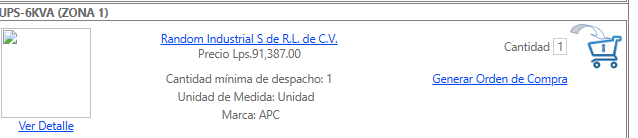 UPS-6KVA (ZONA 1)
Random Industrial S de R.L. de C.V.
Precio Lps.91,387.00
Cantidad 1
Cantidad mínima de despacho: 1
Generar Orden de Compra
Unidad de Medida: Unidad
Marca: APC
Ver Detalle